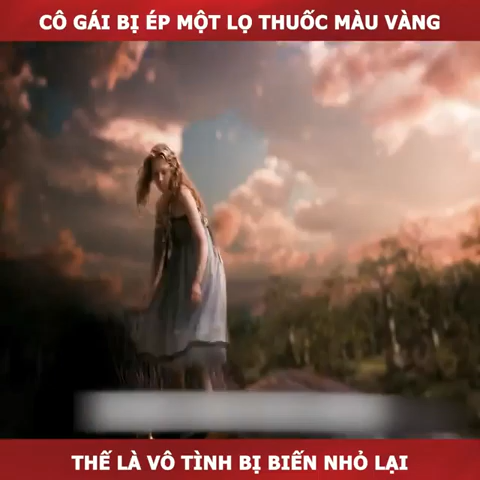 CÔ GÁI BỊ ÉP MỘT LỌ THUỐC MÀU VÀNG
THẾ LÀ VÔ TÌNH BỊ BIẾN NHỎ LẠI